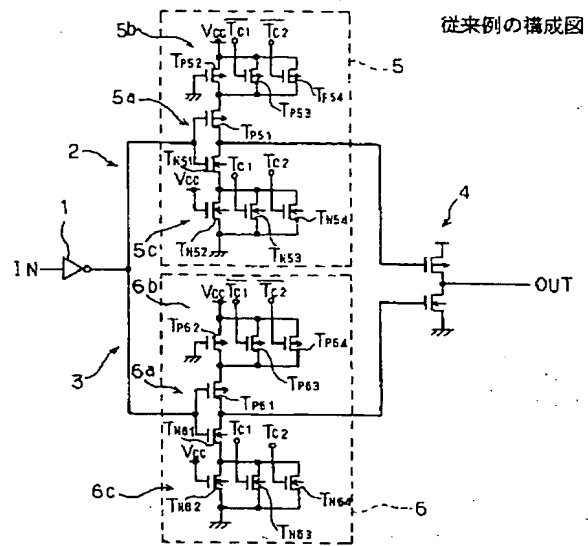 従来例の構成図
5b
VCC
TC1
TC2
TP52
5
5a
TP53
TP54
TP51
2
TN51
TC1
TC2
VCC
4
1
5c
TN52
TN53
TN54
IN
OUT
6b
VCC
TC1
TC2
TP62
TP64
3
6a
TP63
TP61
TN61
TC1
TC2
VCC
6c
TN62
TN63
TN64
6